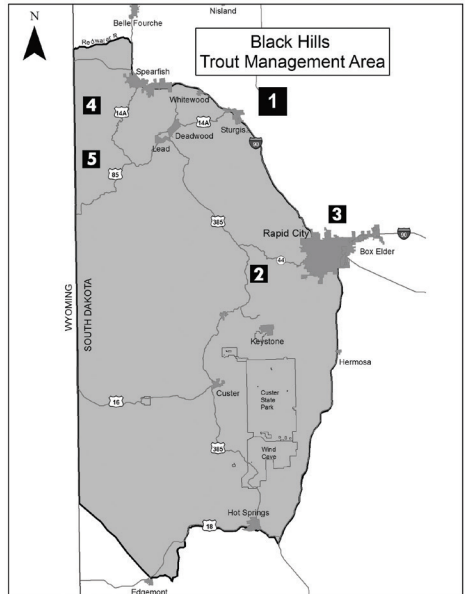 Nisland
N
Belle Fourche
Black Hills
Trout Management Area
Redwater R.
Spearfish
4
14A
Whitewood
1
14A
Deadwood
Sturgis
Lead
90
5
85
385
3
Rapid City
90
Box Elder
44
2
WYOMING
SOUTH DAKOTA
Keystone
Hermosa
Custer
Custer
State
Park
16
385
Wind
Cave
Hot Springs
18
Edgemont